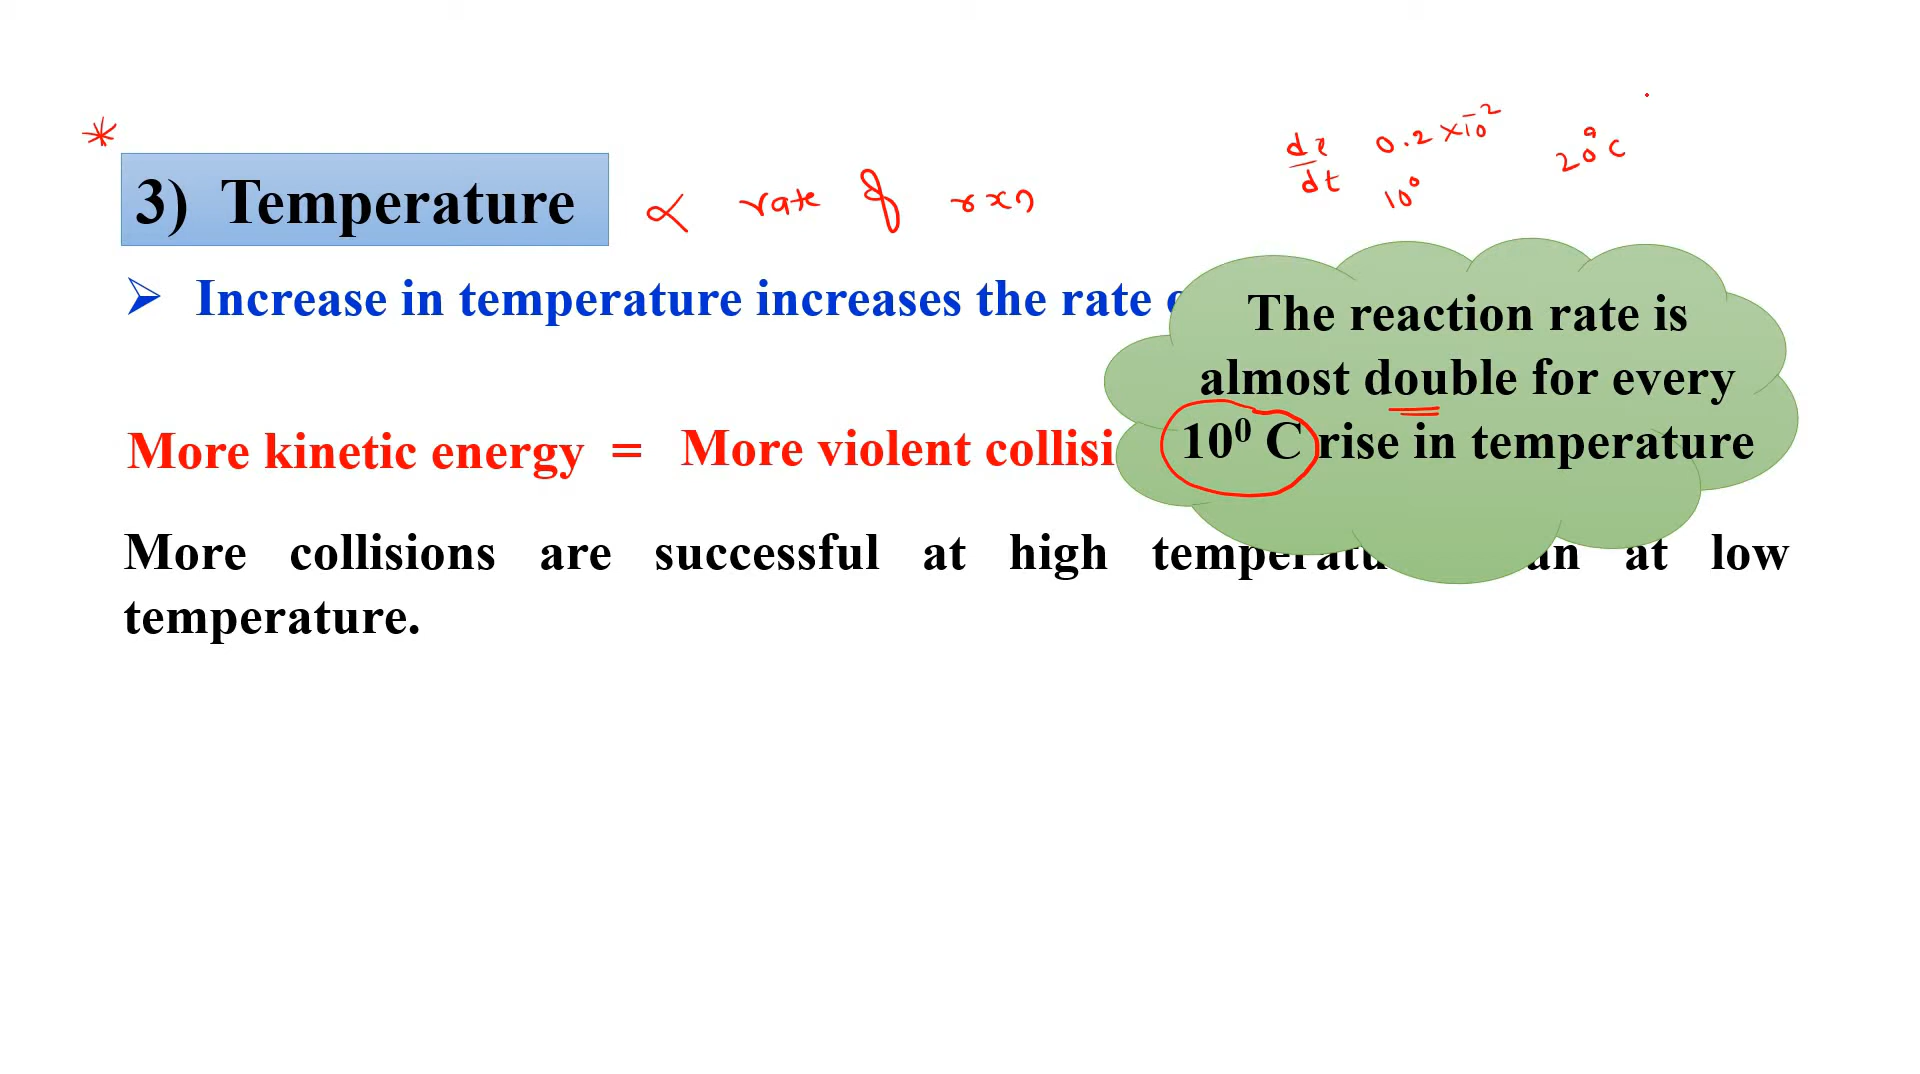 *
dx/dt 0.2 × 10⁻² 20°C
10°
3) Temperature ∝ rate of rxn
➢ Increase in temperature increases the rate
The reaction rate is
almost double for every
10⁰ C rise in temperature
More kinetic energy = More violent collisi
More collisions are successful at high temperatu an at low
temperature.